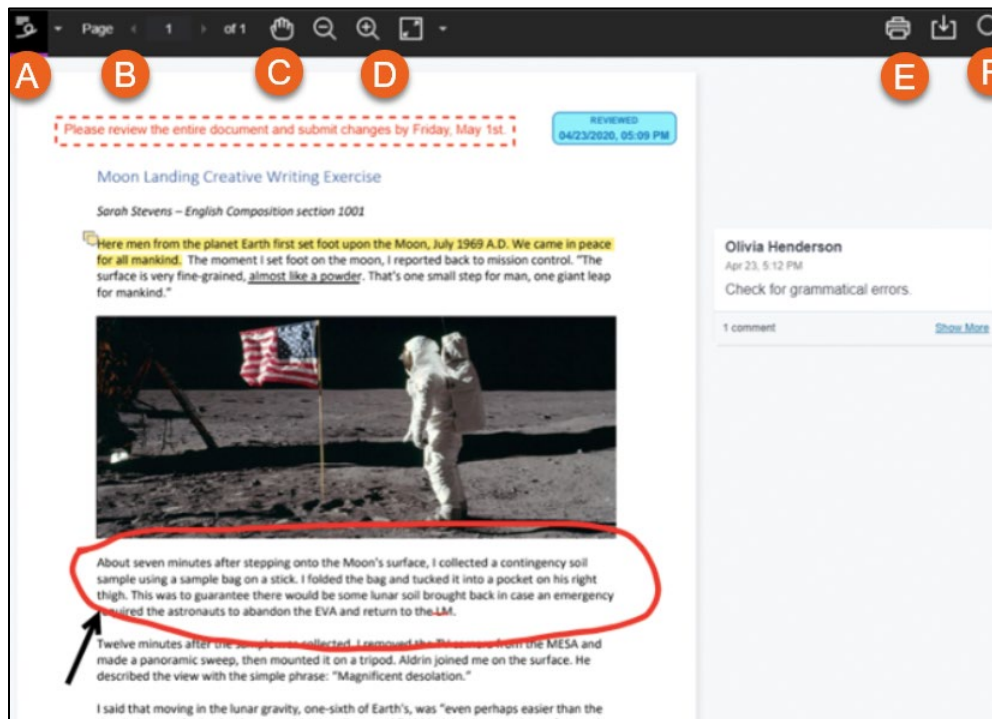 Page 1 of 1
A B C D E F
Please review the entire document and submit changes by Friday, May 1st.
REVIEWED
04/23/2020, 05:09 PM
Moon Landing Creative Writing Exercise
Sarah Stevens – English Composition section 1001
Here men from the planet Earth first set foot upon the Moon, July 1969 A.D. We came in peace
for all mankind. The moment I set foot on the moon, I reported back to mission control. "The
surface is very fine-grained, almost like a powder. That's one small step for man, one giant leap
for mankind."
Olivia Henderson
Apr 23, 5:12 PM
Check for grammatical errors.
1 comment Show More
About seven minutes after stepping onto the Moon's surface, I collected a contingency soil
sample using a sample bag on a stick. I folded the bag and tucked it into a pocket on his right
thigh. This was to guarantee there would be some lunar soil brought back in case an emergency
required the astronauts to abandon the EVA and return to the LM.
Twelve minutes after the sample was collected, I removed the TV camera from the MESA and
made a panoramic sweep, then mounted it on a tripod. Aldrin joined me on the surface. He
described the view with the simple phrase: "Magnificent desolation."
I said that moving in the lunar gravity, one-sixth of Earth's, was "even perhaps easier than the